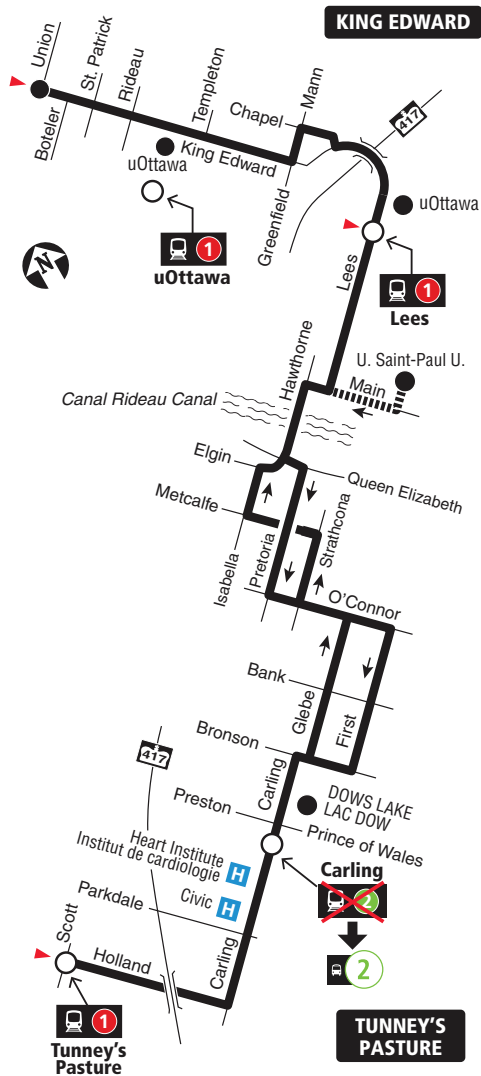 KING EDWARD
Union
St. Patrick
Rideau
Templeton
Mann
Chapel
417
Boteler
King Edward
uOttawa
Greenfield
uOttawa
1
uOttawa
N
Lees
1
Lees
Hawthorne
U. Saint-Paul U.
Main
Canal Rideau Canal
Elgin
Queen Elizabeth
Metcalfe
Strathcona
Isabella
Pretoria
O'Connor
Bank
Glebe
First
Bronson
Carling
417
DOWS LAKE
LAC DOW
Preston
Prince of Wales
Heart Institute
Institut de cardiologie
H
Carling
2
Civic
H
Parkdale
Scott
Holland
Carling
2
1
Tunney's
Pasture
TUNNEY'S
PASTURE